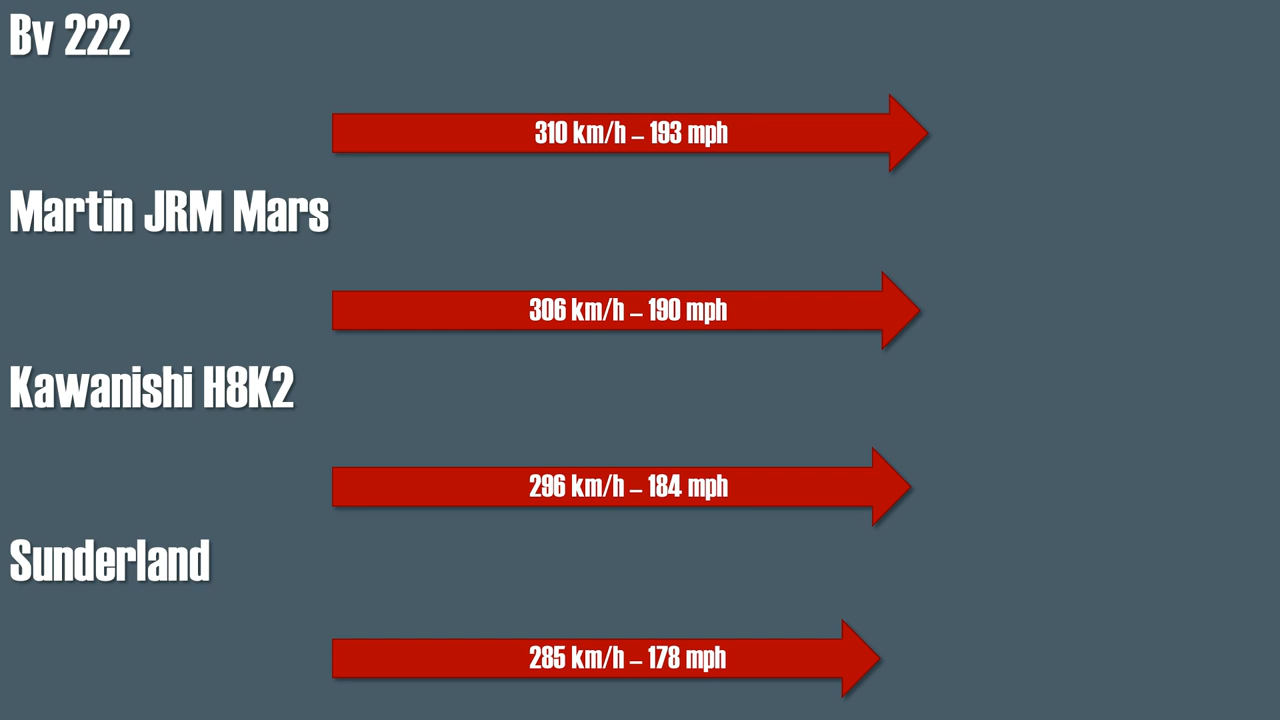 Bv 222
310 km/h – 193 mph
Martin JRM Mars
306 km/h – 190 mph
Kawanishi H8K2
296 km/h – 184 mph
Sunderland
285 km/h – 178 mph